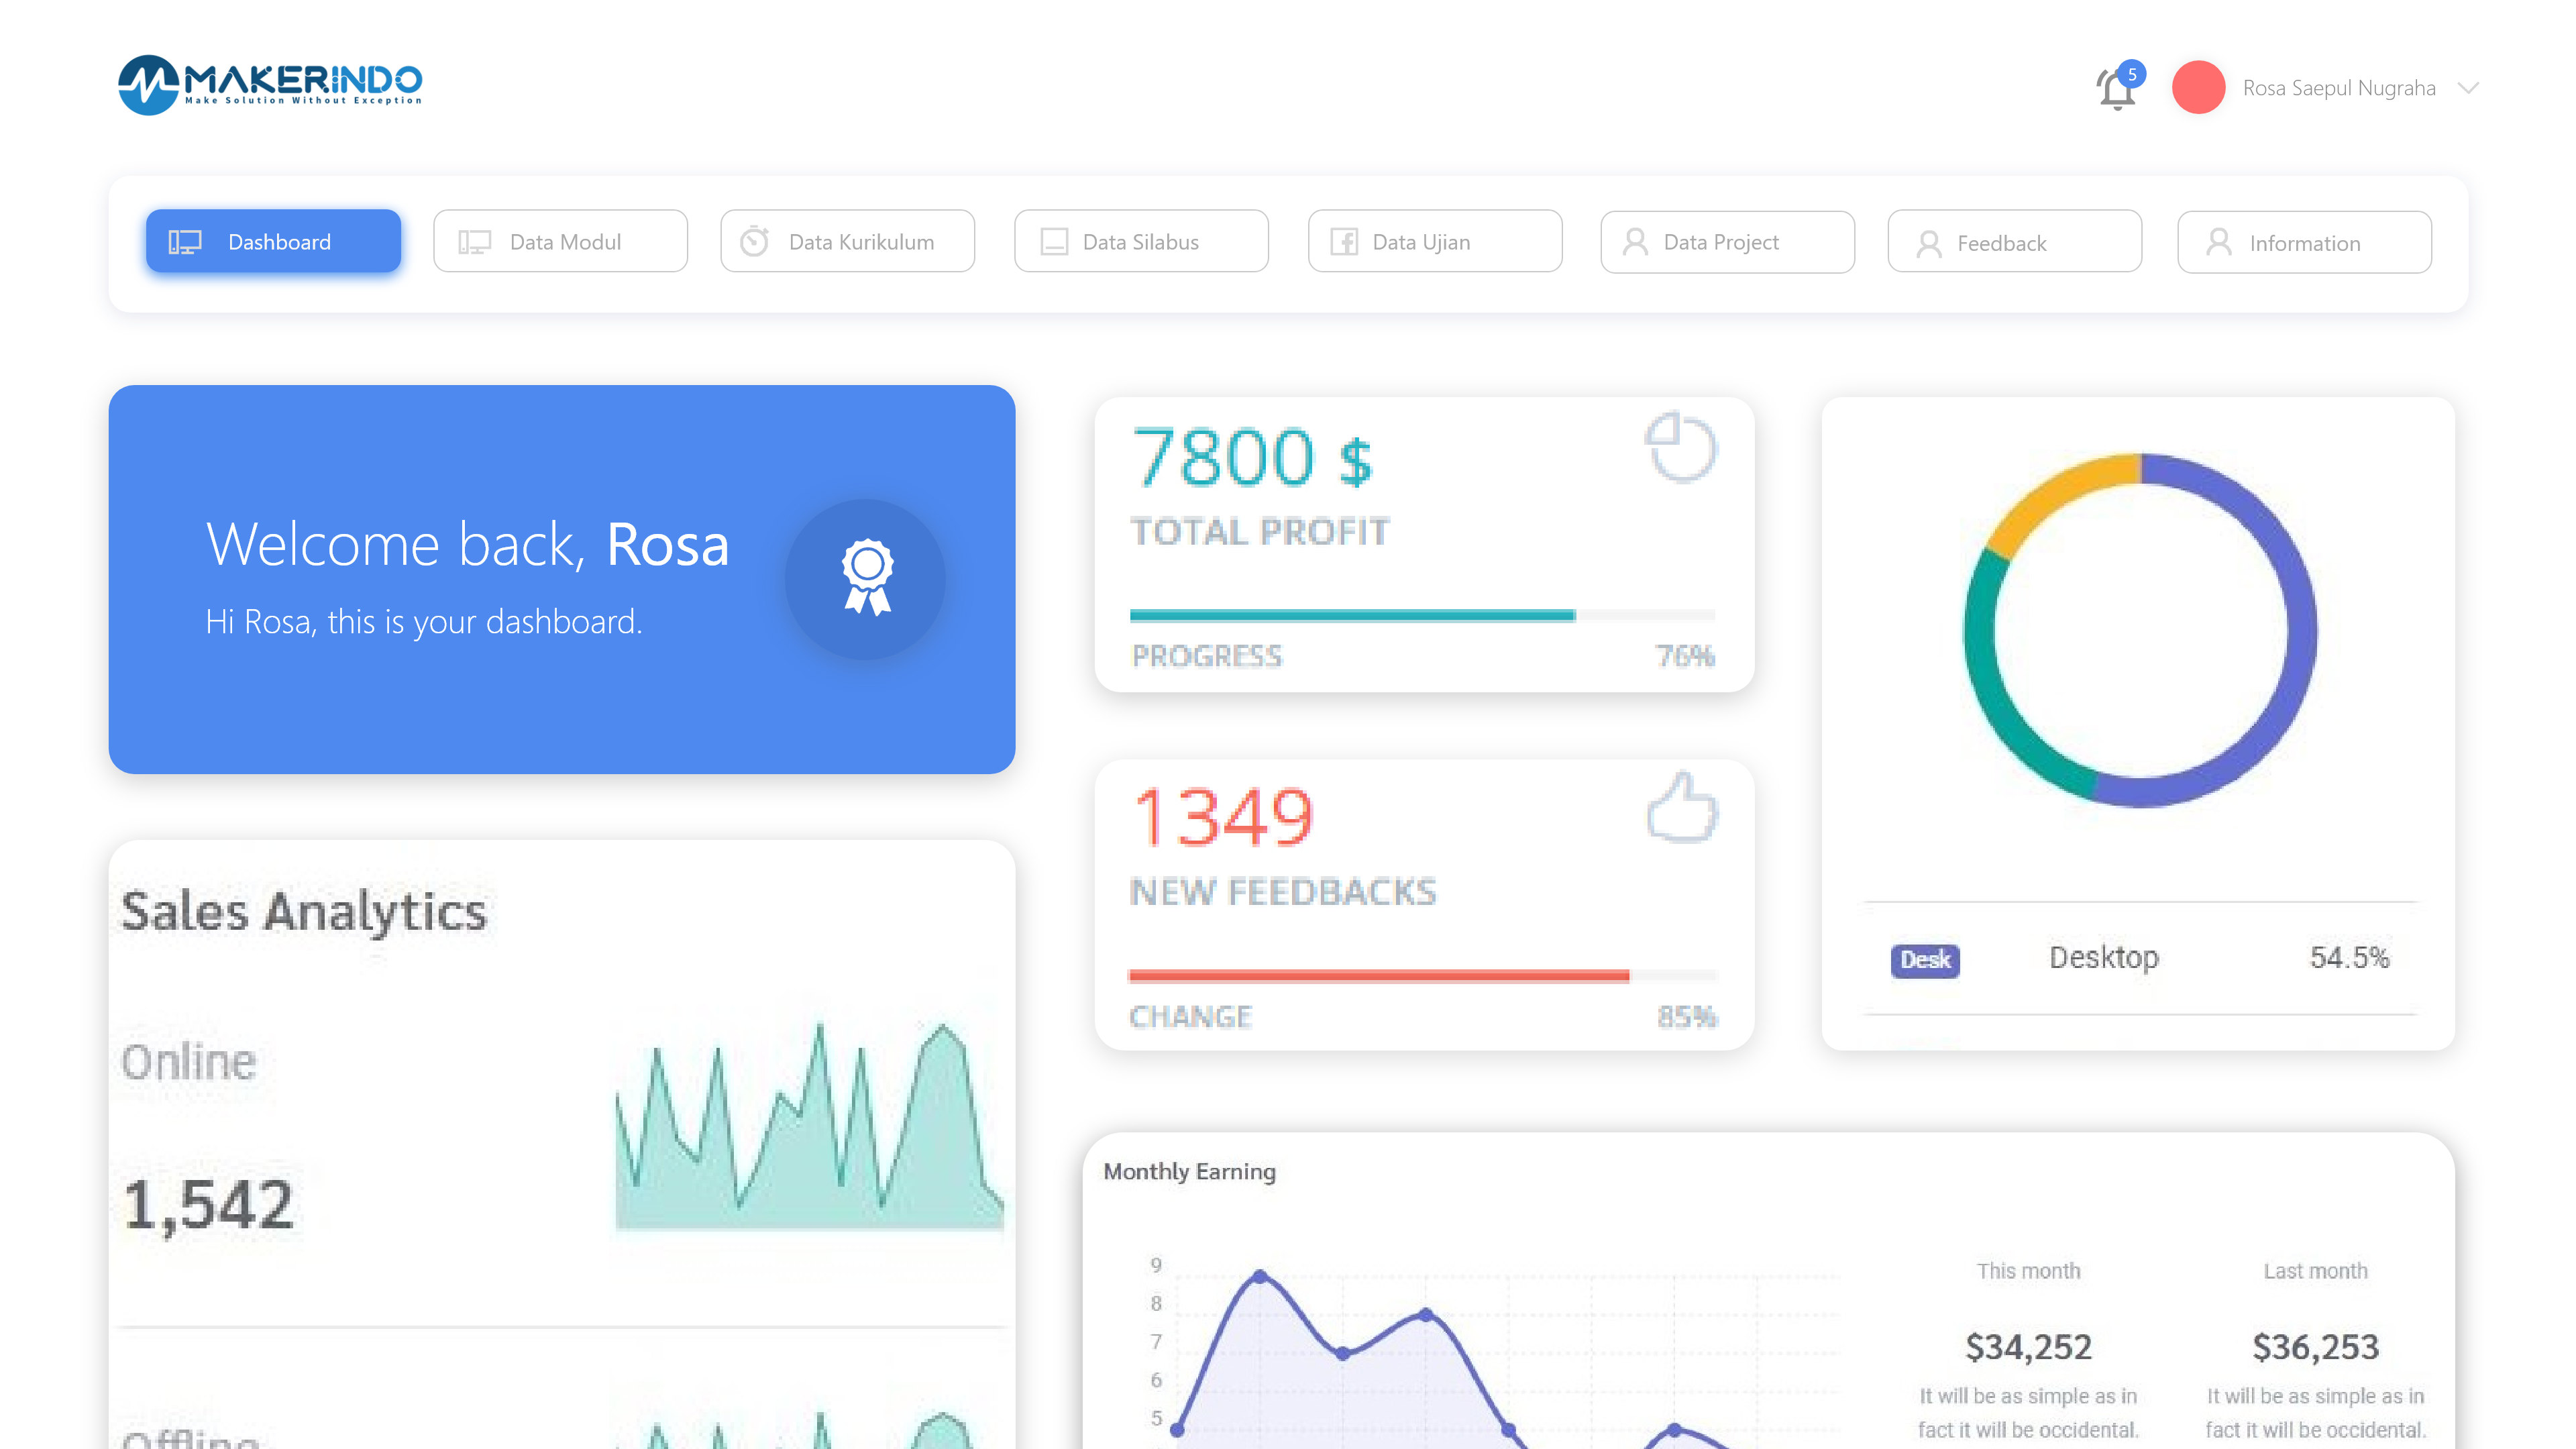 MAKERINDO
Make Solution Without Exception
5
Rosa Saepul Nugraha
Dashboard
Data Modul
Data Kurikulum
Data Silabus
Data Ujian
Data Project
Feedback
Information
Welcome back, Rosa
Hi Rosa, this is your dashboard.
7800 $
TOTAL PROFIT
PROGRESS 76%
1349
NEW FEEDBACKS
CHANGE 85%
Desk Desktop 54.5%
Sales Analytics
Online
1,542
Offline
Monthly Earning
9
8
7
6
5
This month
$34,252
It will be as simple as in
fact it will be occidental.
Last month
$36,253
It will be as simple as in
fact it will be occidental.